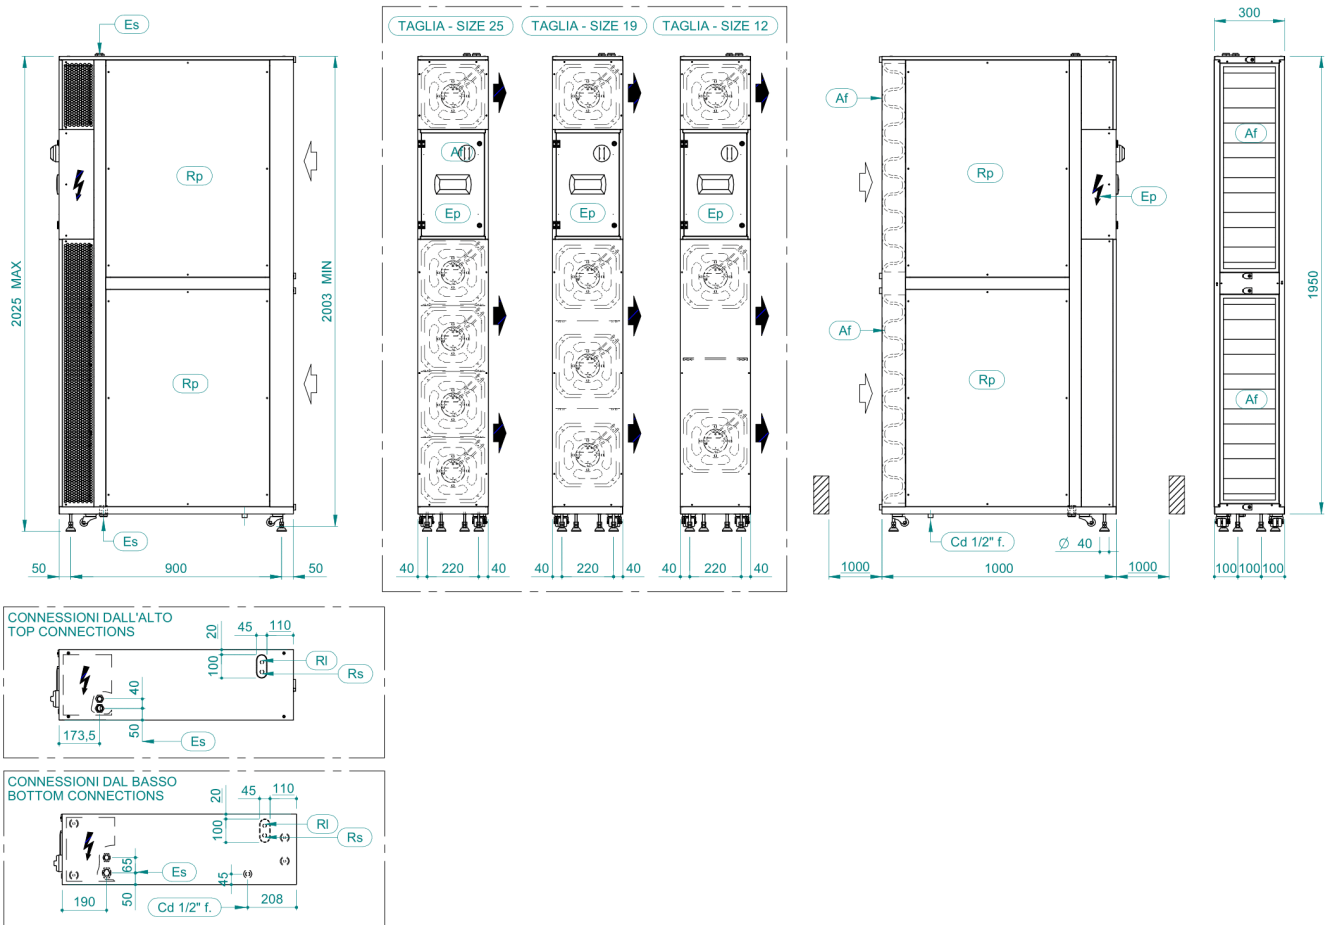 Es
2025 MAX
2003 MIN
Rp
Rp
Es
50
900
50
TAGLIA - SIZE 25
TAGLIA - SIZE 19
TAGLIA - SIZE 12
Af
Ep
Ep
Ep
40
220
40
40
220
40
40
220
40
Af
Rp
Ep
Af
Rp
Cd 1/2" f.
Ø 40
1000
1000
1000
300
Af
1950
Af
100
100
100
CONNESSIONI DALL'ALTO
TOP CONNECTIONS
20
45
110
100
Rl
Rs
40
50
173,5
Es
CONNESSIONI DAL BASSO
BOTTOM CONNECTIONS
20
45
110
100
Rl
Rs
65
Es
45
50
190
Cd 1/2" f.
208